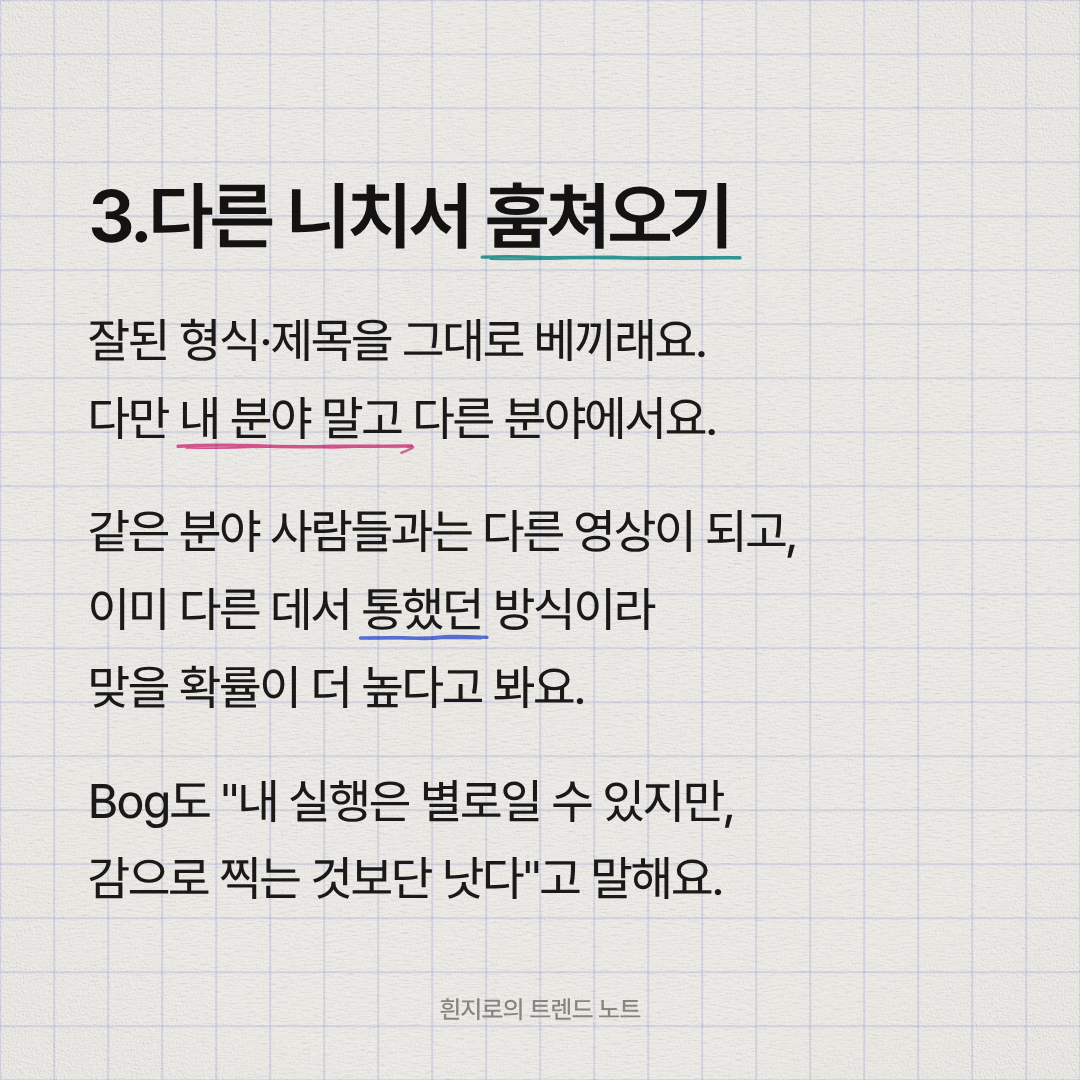 3.다른 니치서 훔쳐오기
잘된 형식·제목을 그대로 베끼래요.
다만 내 분야 말고 다른 분야에서요.
같은 분야 사람들과는 다른 영상이 되고,
이미 다른 데서 통했던 방식이라
맞을 확률이 더 높다고 봐요.
Bog도 "내 실행은 별로일 수 있지만,
감으로 찍는 것보단 낫다"고 말해요.
흰지로의 트렌드 노트